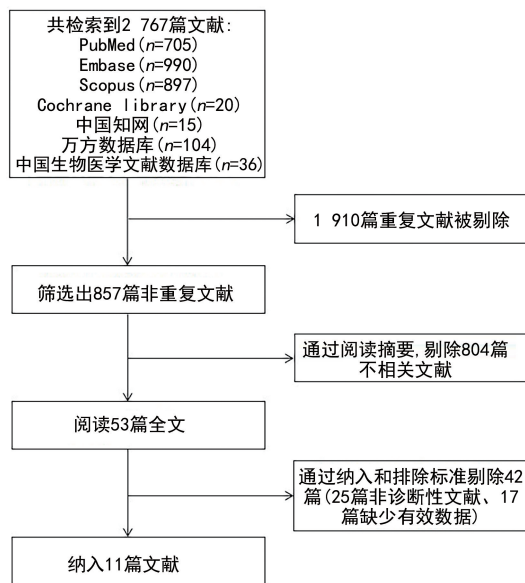 共检索到2 767篇文献:
PubMed(n=705)
Embase(n=990)
Scopus(n=897)
Cochrane library(n=20)
中国知网(n=15)
万方数据库(n=104)
中国生物医学文献数据库(n=36)
1 910篇重复文献被剔除
筛选出857篇非重复文献
通过阅读摘要,剔除804篇
不相关文献
阅读53篇全文
通过纳入和排除标准剔除42
篇(25篇非诊断性文献、17
篇缺少有效数据)
纳入11篇文献